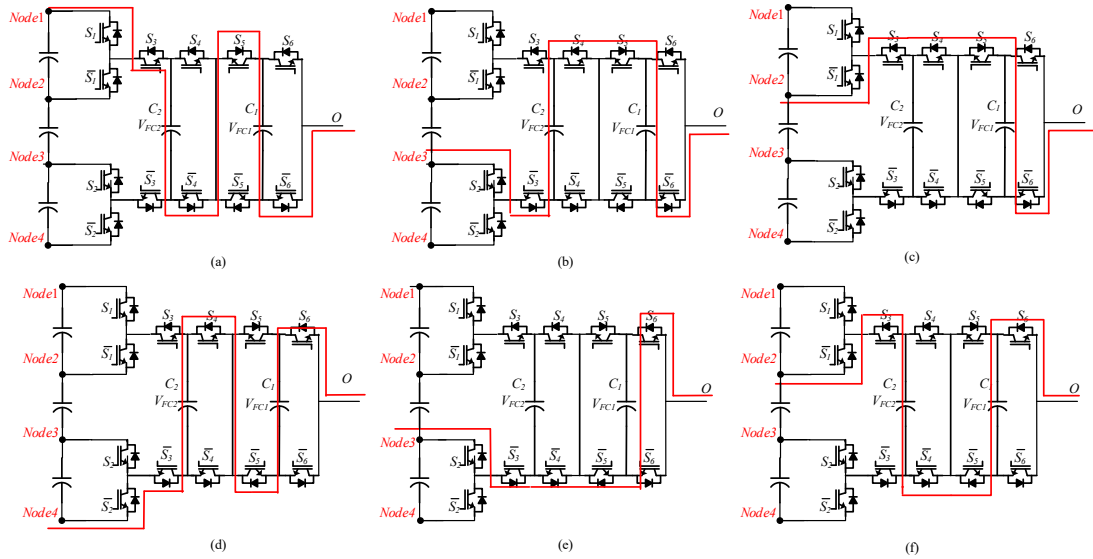 Node1
S1
S3
S4
S5
S6
Node2
S̅1
C2
VFC2
C1
VFC1
O
Node3
S2
S̅3
S̅4
S̅5
S̅6
Node4
S̅2
(a)
Node1
S1
S3
S4
S5
S6
Node2
S̅1
C2
VFC2
C1
VFC1
O
Node3
S2
S̅3
S̅4
S̅5
S̅6
Node4
S̅2
(b)
Node1
S1
S3
S4
S5
S6
Node2
S̅1
C2
VFC2
C1
VFC1
O
Node3
S2
S̅3
S̅4
S̅5
S̅6
Node4
S̅2
(c)
Node1
S1
S3
S4
S5
S6
Node2
S̅1
C2
VFC2
C1
VFC1
O
Node3
S2
S̅3
S̅4
S̅5
S̅6
Node4
S̅2
(d)
Node1
S1
S3
S4
S5
S6
Node2
S̅1
C2
VFC2
C1
VFC1
O
Node3
S2
S̅3
S̅4
S̅5
S̅6
Node4
S̅2
(e)
Node1
S1
S3
S4
S5
S6
Node2
S̅1
C2
VFC2
C1
VFC1
O
Node3
S2
S̅3
S̅4
S̅5
S̅6
Node4
S̅2
(f)